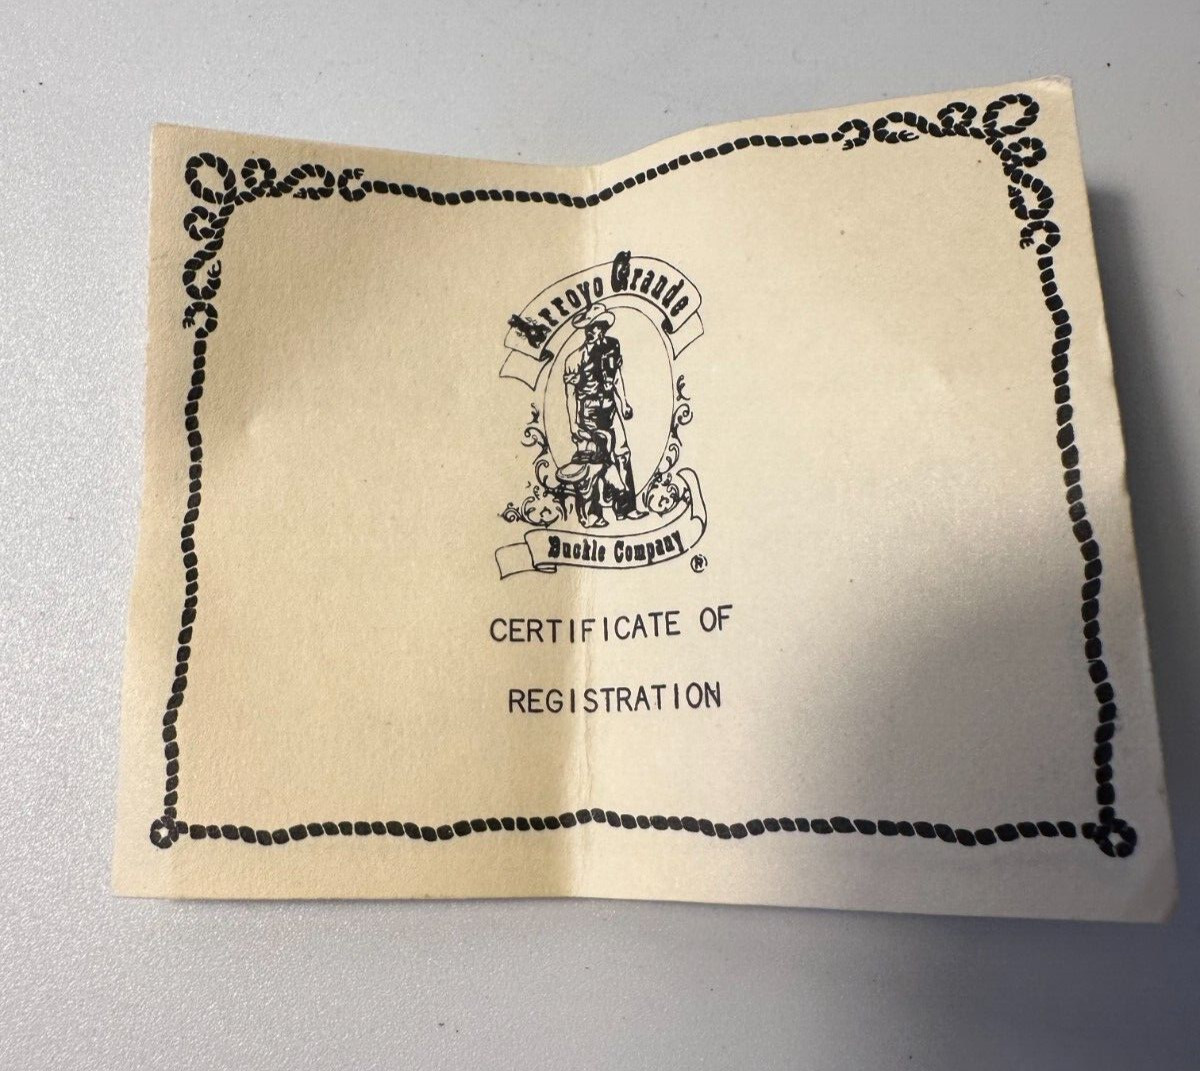 Arroyo Grande
Buckle Company ®
CERTIFICATE OF
REGISTRATION